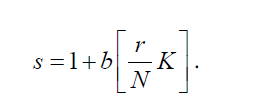 s = 1 + b [ r/N K ] .